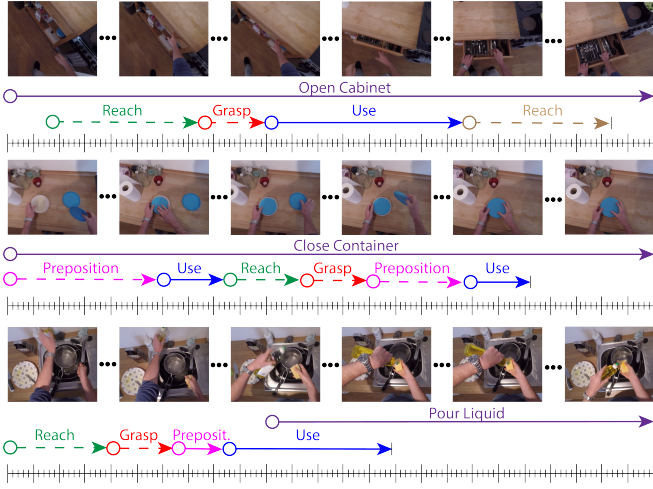 Open Cabinet
Reach Grasp Use Reach
Close Container
Preposition Use Reach Grasp Preposition Use
Pour Liquid
Reach Grasp Preposit. Use